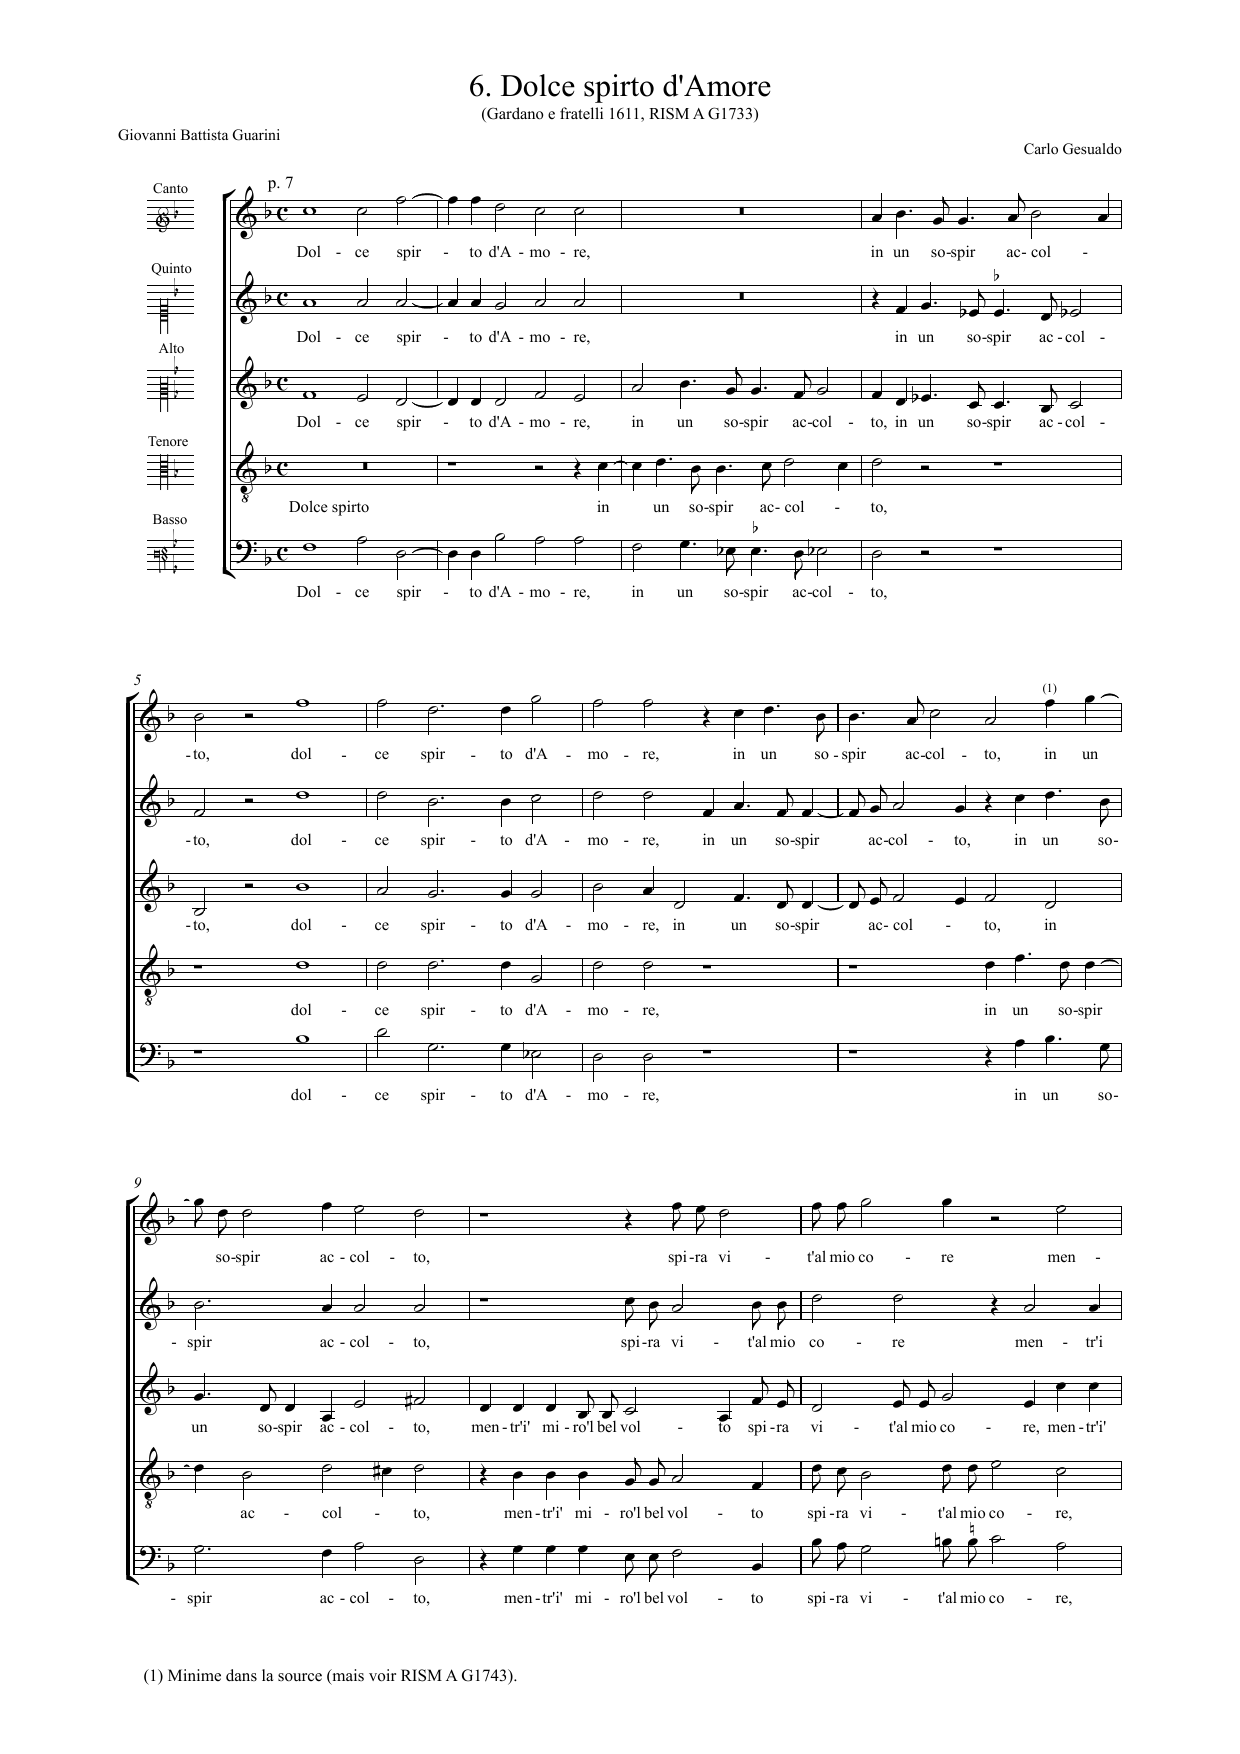 6. Dolce spirto d'Amore
(Gardano e fratelli 1611, RISM A G1733)
Giovanni Battista Guarini
Carlo Gesualdo
p. 7
Canto
Dol - ce spir - to d'A - mo - re, in un so-spir ac- col -
Quinto
Dol - ce spir - to d'A - mo - re, in un so-spir ac - col -
Alto
Dol - ce spir - to d'A - mo - re, in un so-spir ac-col - to, in un so-spir ac - col -
Tenore
8
Dolce spirto in un so-spir ac- col - to,
Basso
Dol - ce spir - to d'A - mo - re, in un so-spir ac-col - to,
5
(1)
-to, dol - ce spir - to d'A - mo - re, in un so - spir ac-col - to, in un
-to, dol - ce spir - to d'A - mo - re, in un so-spir ac-col - to, in un so-
-to, dol - ce spir - to d'A - mo - re, in un so-spir ac- col - to, in
8
dol - ce spir - to d'A - mo - re, in un so-spir
dol - ce spir - to d'A - mo - re, in un so-
9
so-spir ac - col - to, spi-ra vi - t'al mio co - re men -
- spir ac - col - to, spi-ra vi - t'al mio co - re men - tr'i
un so-spir ac - col - to, men-tr'i' mi - ro'l bel vol - to spi-ra vi - t'al mio co - re, men-tr'i'
8
ac - col - to, men-tr'i' mi - ro'l bel vol - to spi-ra vi - t'al mio co - re,
- spir ac - col - to, men-tr'i' mi - ro'l bel vol - to spi-ra vi - t'al mio co - re,
(1) Minime dans la source (mais voir RISM A G1743).